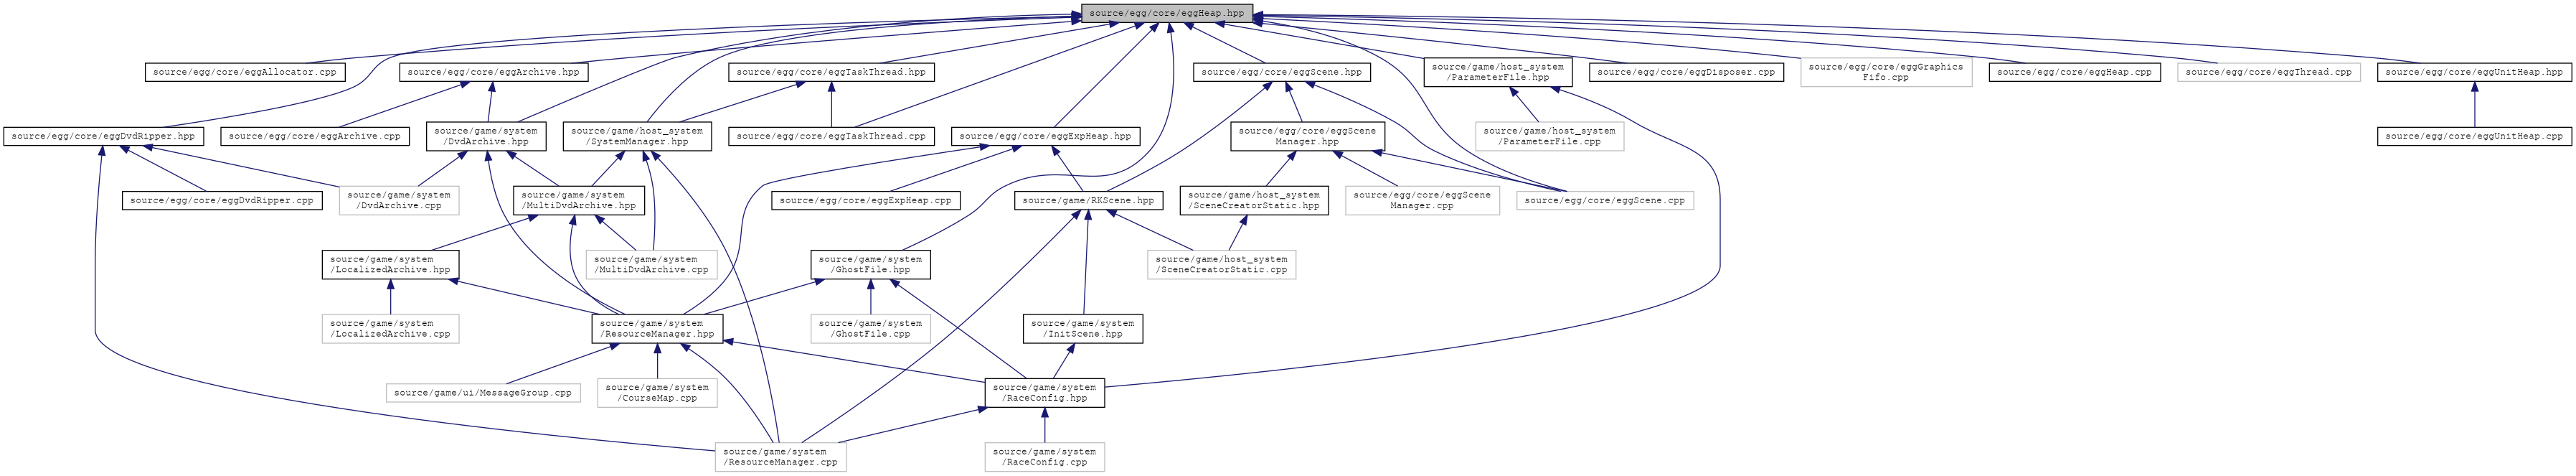 source/egg/core/eggHeap.hpp
source/egg/core/eggAllocator.cpp
source/egg/core/eggArchive.hpp
source/egg/core/eggTaskThread.hpp
source/egg/core/eggScene.hpp
source/game/host_system
/ParameterFile.hpp
source/egg/core/eggDisposer.cpp
source/egg/core/eggGraphics
Fifo.cpp
source/egg/core/eggHeap.cpp
source/egg/core/eggThread.cpp
source/egg/core/eggUnitHeap.hpp
source/egg/core/eggDvdRipper.hpp
source/egg/core/eggArchive.cpp
source/game/system
/DvdArchive.hpp
source/game/host_system
/SystemManager.hpp
source/egg/core/eggTaskThread.cpp
source/egg/core/eggExpHeap.hpp
source/egg/core/eggScene
Manager.hpp
source/game/host_system
/ParameterFile.cpp
source/egg/core/eggUnitHeap.cpp
source/egg/core/eggDvdRipper.cpp
source/game/system
/DvdArchive.cpp
source/game/system
/MultiDvdArchive.hpp
source/egg/core/eggExpHeap.cpp
source/game/RKScene.hpp
source/game/host_system
/SceneCreatorStatic.hpp
source/egg/core/eggScene
Manager.cpp
source/egg/core/eggScene.cpp
source/game/system
/LocalizedArchive.hpp
source/game/system
/MultiDvdArchive.cpp
source/game/system
/GhostFile.hpp
source/game/host_system
/SceneCreatorStatic.cpp
source/game/system
/LocalizedArchive.cpp
source/game/system
/ResourceManager.hpp
source/game/system
/GhostFile.cpp
source/game/system
/InitScene.hpp
source/game/ui/MessageGroup.cpp
source/game/system
/CourseMap.cpp
source/game/system
/RaceConfig.hpp
source/game/system
/ResourceManager.cpp
source/game/system
/RaceConfig.cpp